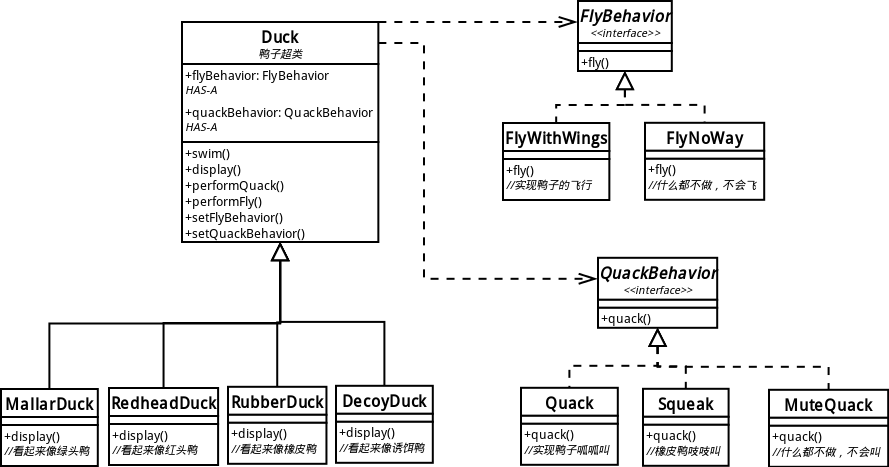 Duck
鸭子超类
+flyBehavior: FlyBehavior
HAS-A
+quackBehavior: QuackBehavior
HAS-A
+swim()
+display()
+performQuack()
+performFly()
+setFlyBehavior()
+setQuackBehavior()
FlyBehavior
<<interface>>
+fly()
FlyWithWings
+fly()
//实现鸭子的飞行
FlyNoWay
+fly()
//什么都不做，不会飞
QuackBehavior
<<interface>>
+quack()
MallarDuck
+display()
//看起来像绿头鸭
RedheadDuck
+display()
//看起来像红头鸭
RubberDuck
+display()
//看起来像橡皮鸭
DecoyDuck
+display()
//看起来像诱饵鸭
Quack
+quack()
//实现鸭子呱呱叫
Squeak
+quack()
//橡皮鸭吱吱叫
MuteQuack
+quack()
//什么都不做，不会叫